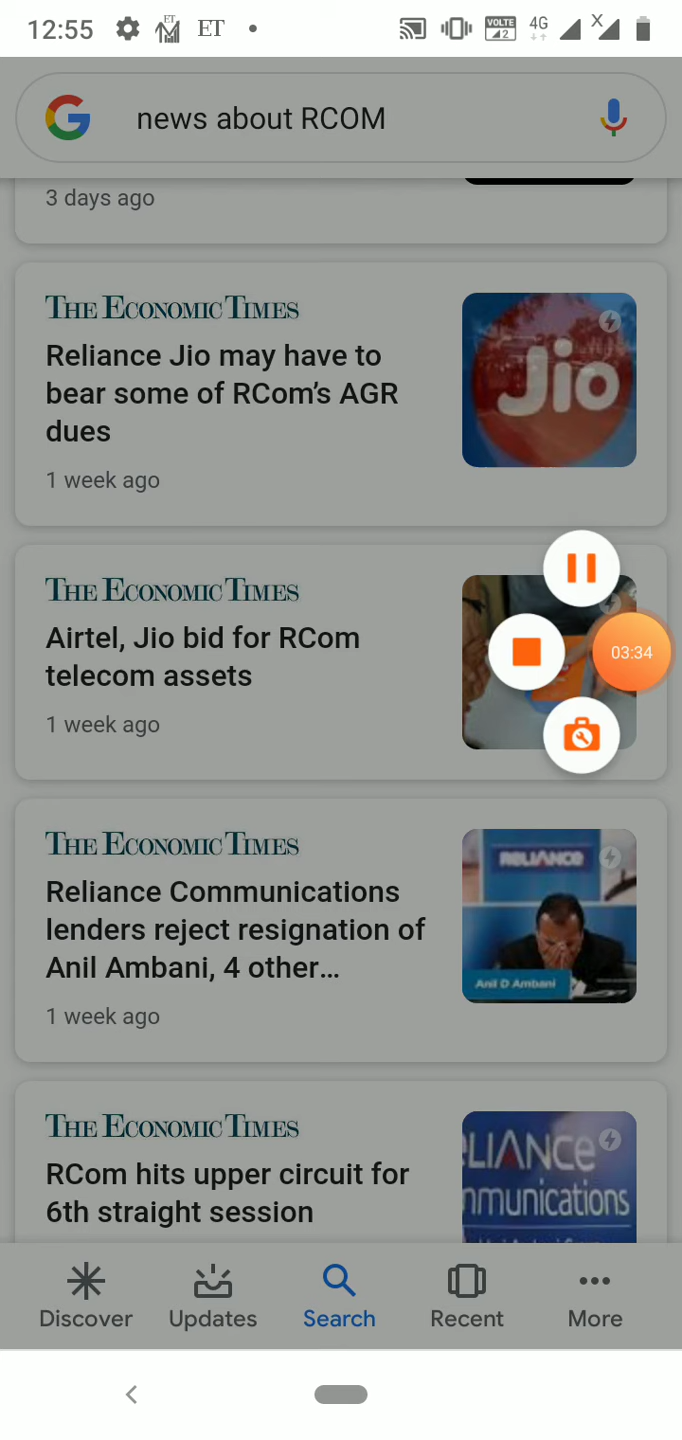 12:55 ET ET VOLTE 2 4G X
G news about RCOM
3 days ago
THE ECONOMIC TIMES
Reliance Jio may have to
bear some of RCom's AGR
dues
1 week ago
Jio
THE ECONOMIC TIMES
Airtel, Jio bid for RCom
telecom assets
1 week ago
03:34
THE ECONOMIC TIMES
Reliance Communications
lenders reject resignation of
Anil Ambani, 4 other...
1 week ago
RELIANCE
Anil D Ambani
THE ECONOMIC TIMES
RCom hits upper circuit for
6th straight session
ELIANCe
mmunications
Discover Updates Search Recent More